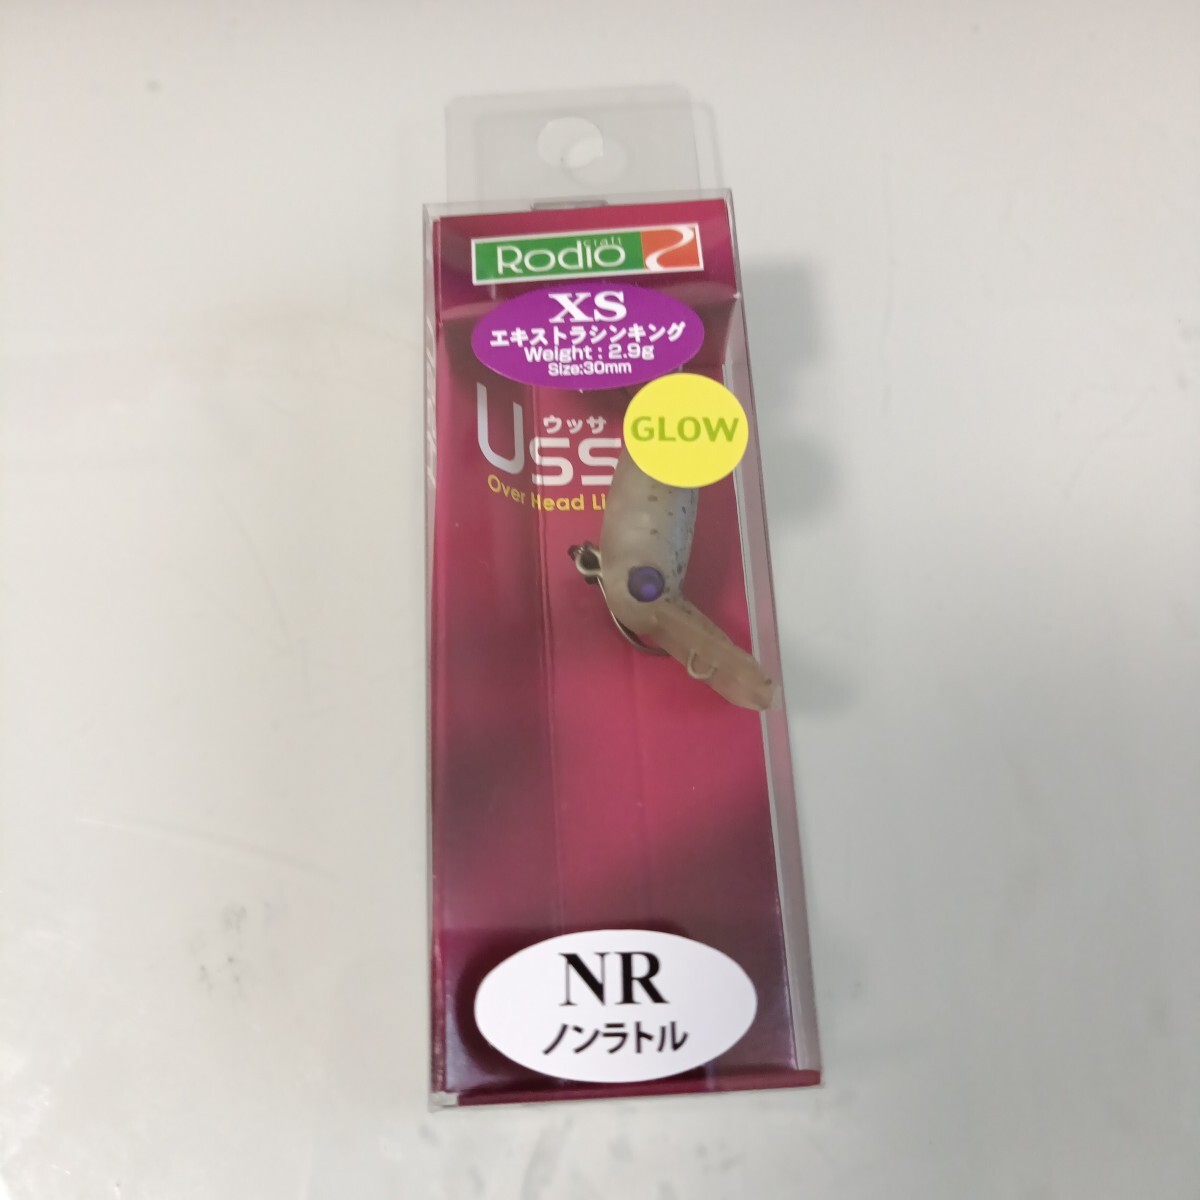 craft
Rodio
XS
エキストラシンキング
Weight : 2.9g
Size:30mm
GLOW
ウッサ
USS
Over Head Li
NR
ノンラトル